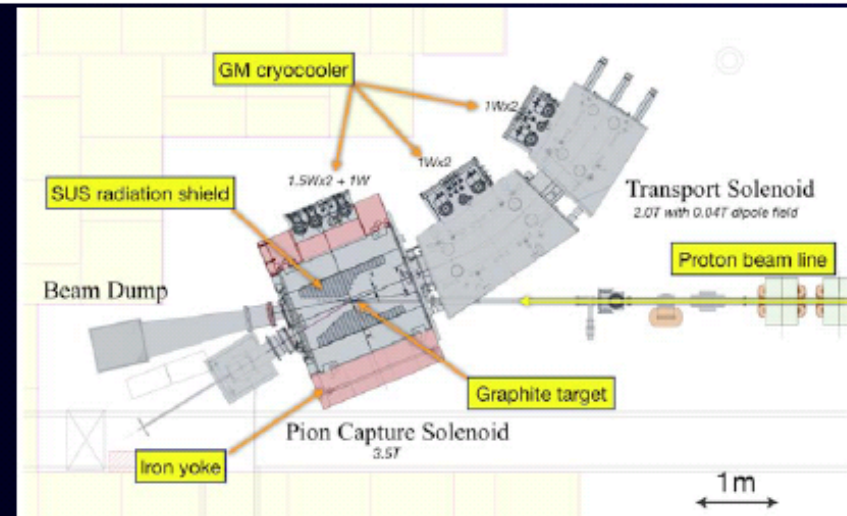 GM cryocooler
1Wx2
1Wx2
1.5Wx2 + 1W
SUS radiation shield
Transport Solenoid
2.0T with 0.04T dipole field
Proton beam line
Beam Dump
Graphite target
Pion Capture Solenoid
3.5T
Iron yoke
1m